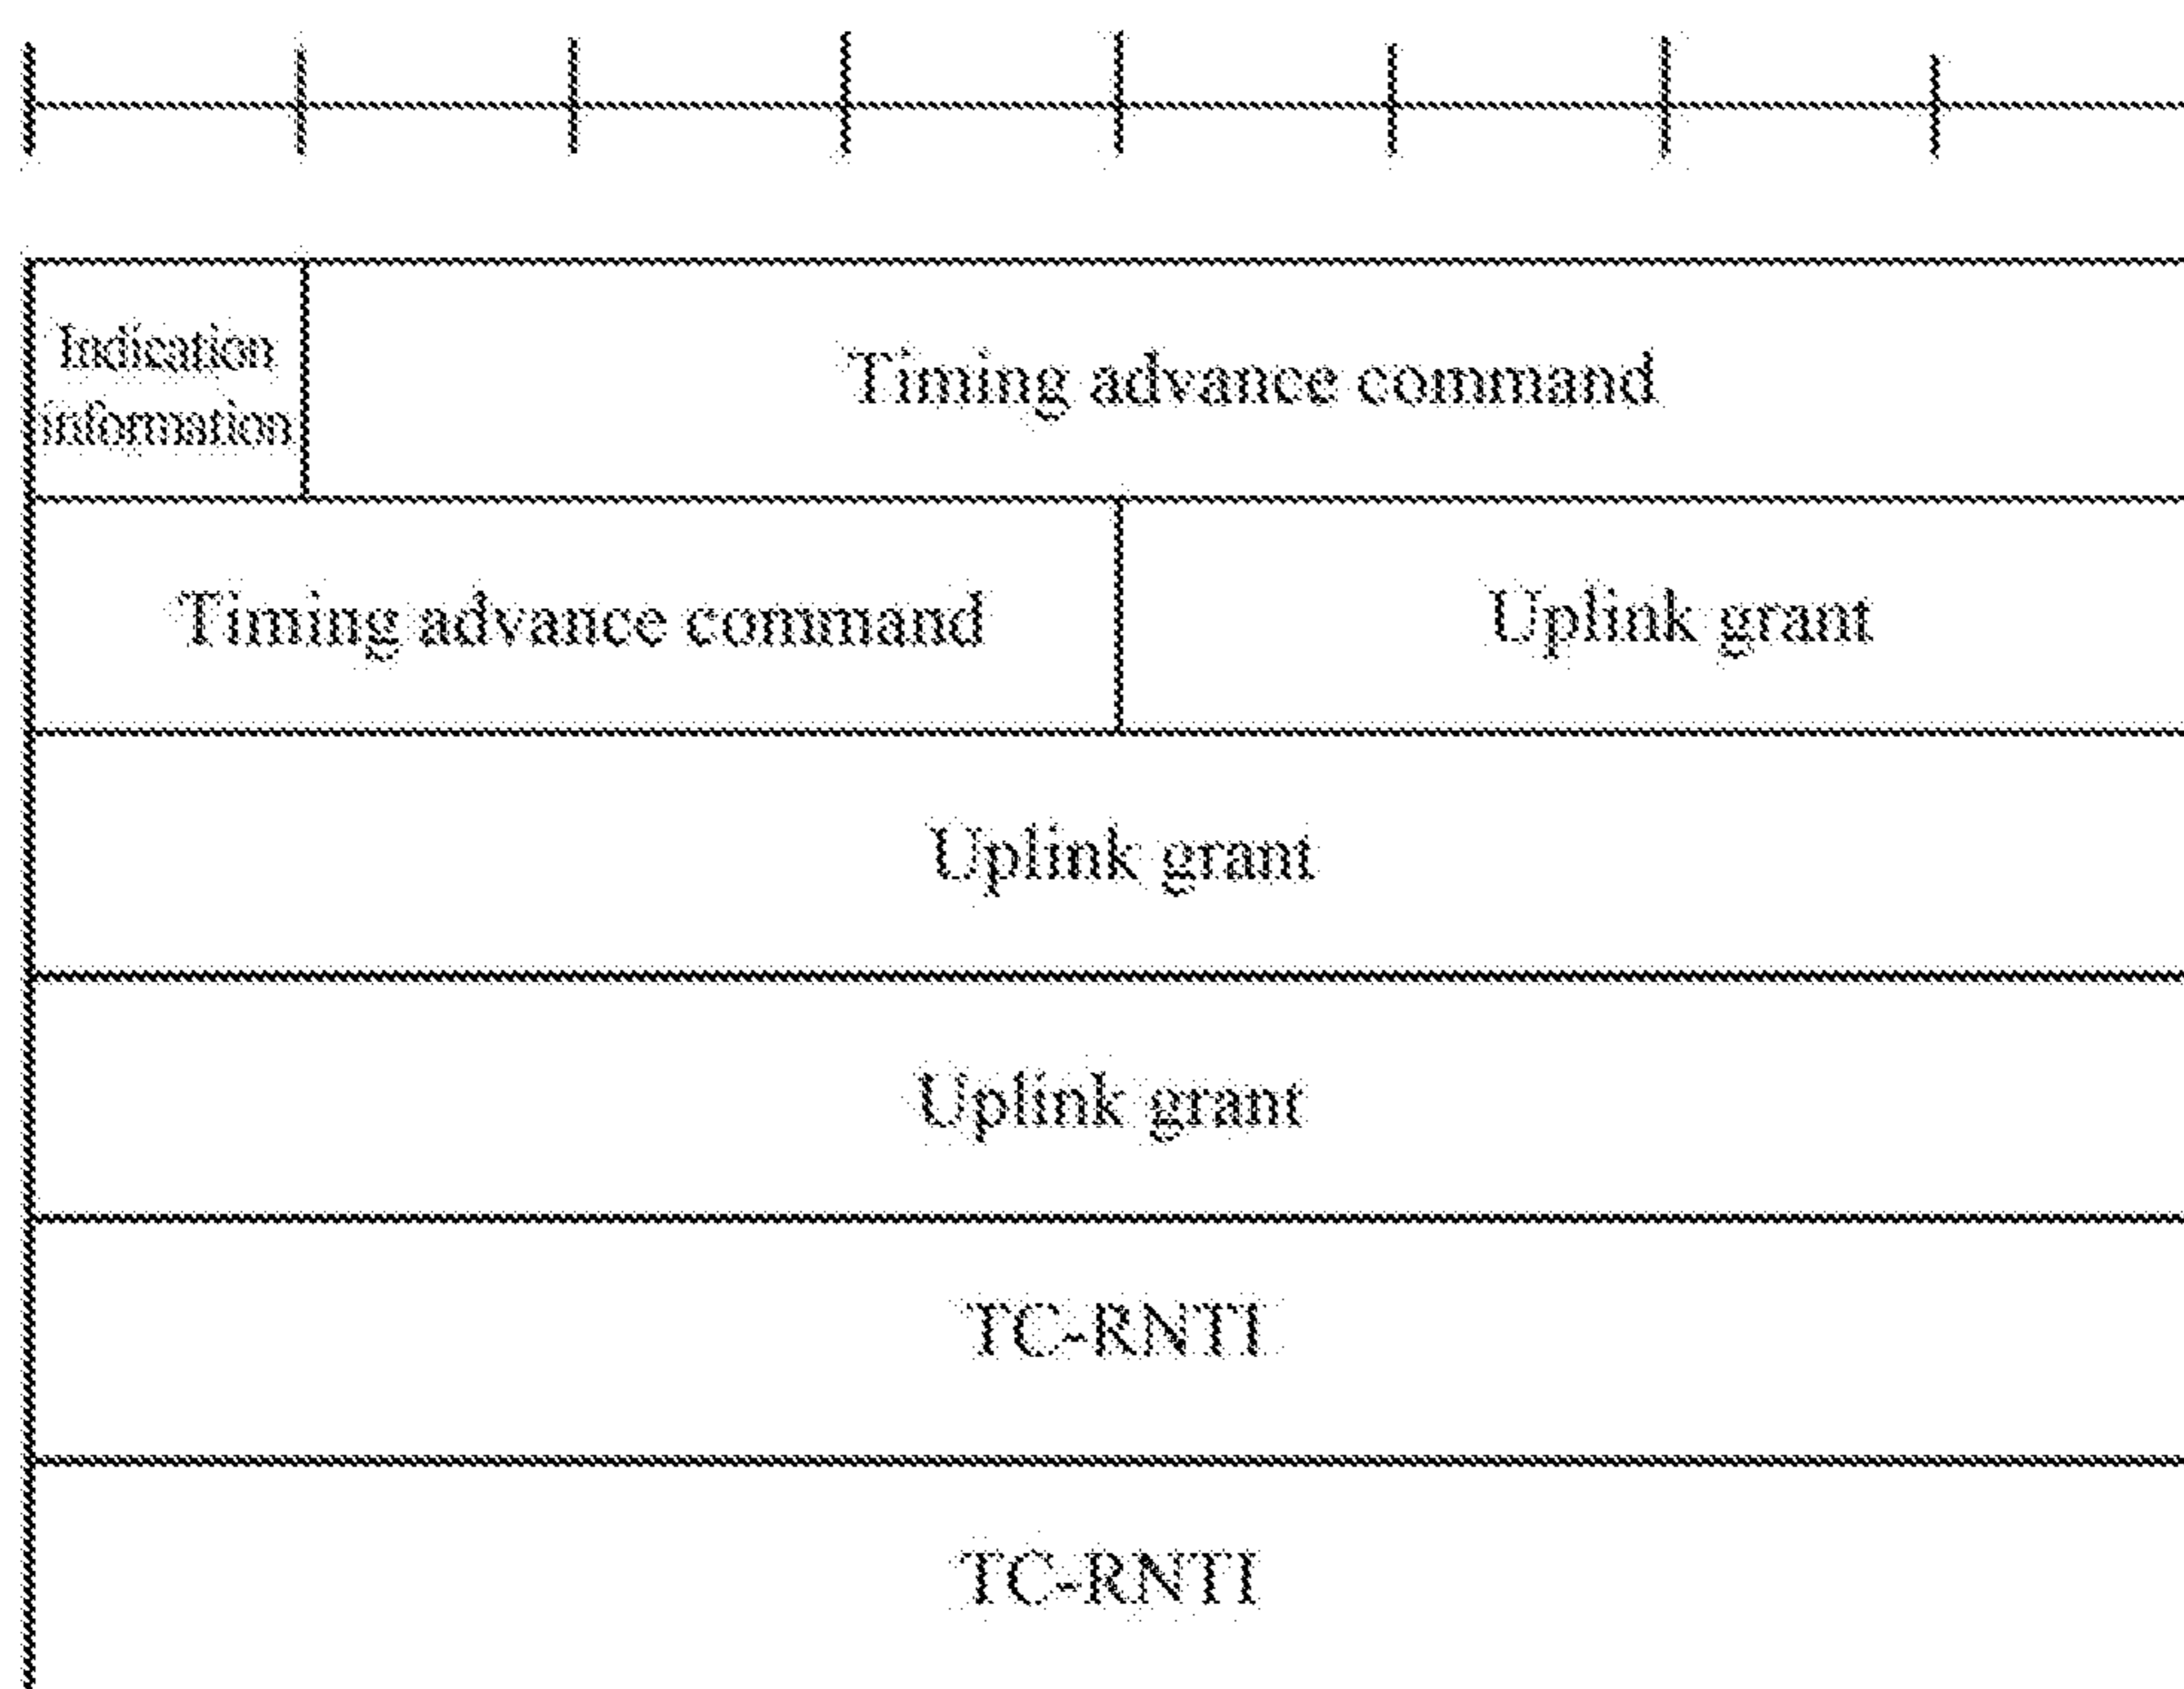 Indication
information
Timing advance command
Timing advance command
Uplink grant
Uplink grant
Uplink grant
TC-RNTI
TC-RNTI